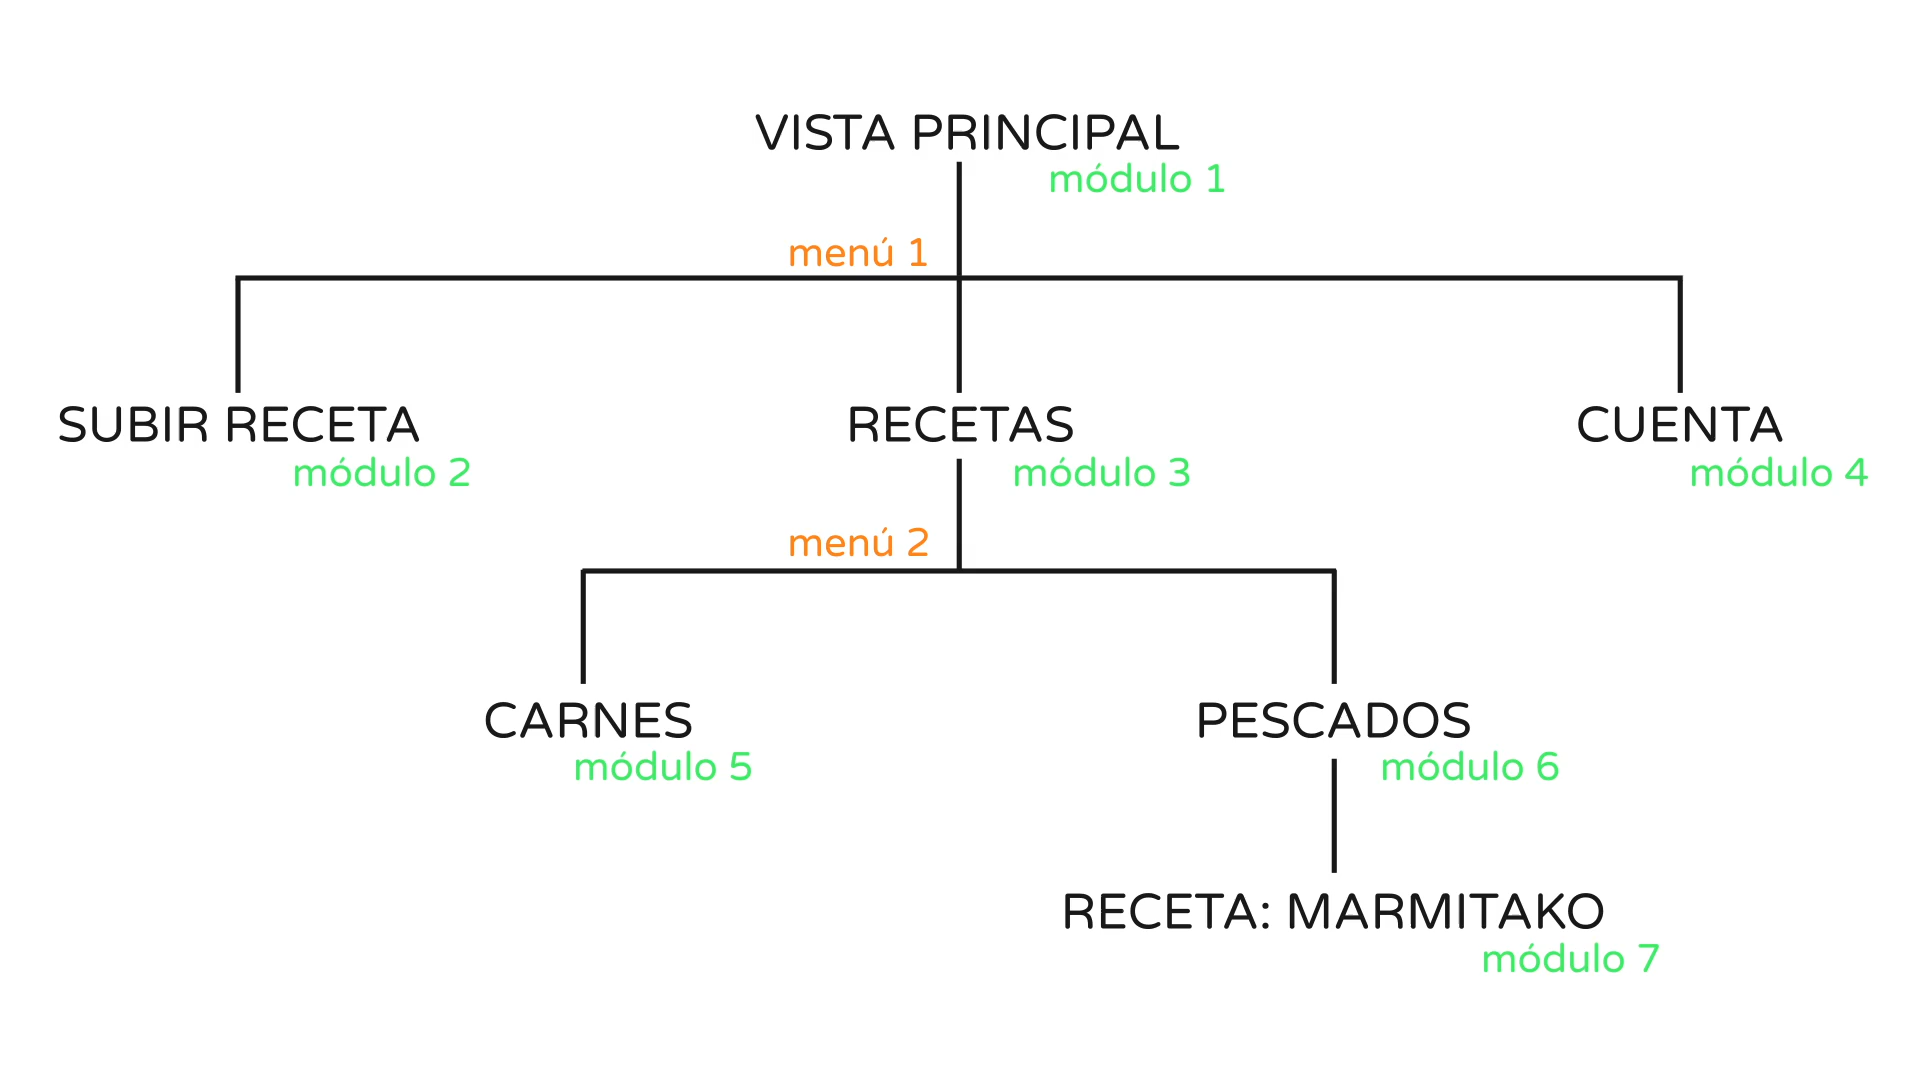 VISTA PRINCIPAL
módulo 1
menú 1
SUBIR RECETA
módulo 2
RECETAS
módulo 3
CUENTA
módulo 4
menú 2
CARNES
módulo 5
PESCADOS
módulo 6
RECETA: MARMITAKO
módulo 7